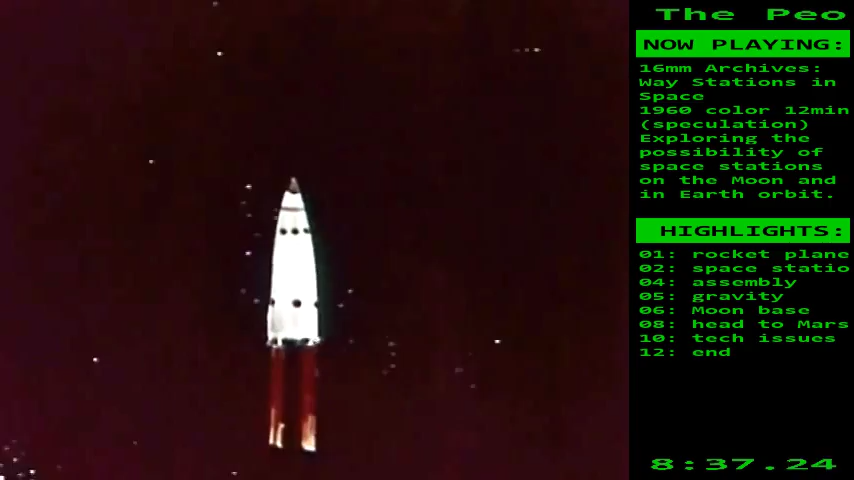 The Peo
NOW PLAYING:
16mm Archives:
Way Stations in
Space
1960 color 12min
(speculation)
Exploring the
possibility of
space stations
on the Moon and
in Earth orbit.
HIGHLIGHTS:
01: rocket plane
02: space statio
04: assembly
05: gravity
06: Moon base
08: head to Mars
10: tech issues
12: end
8:37.24